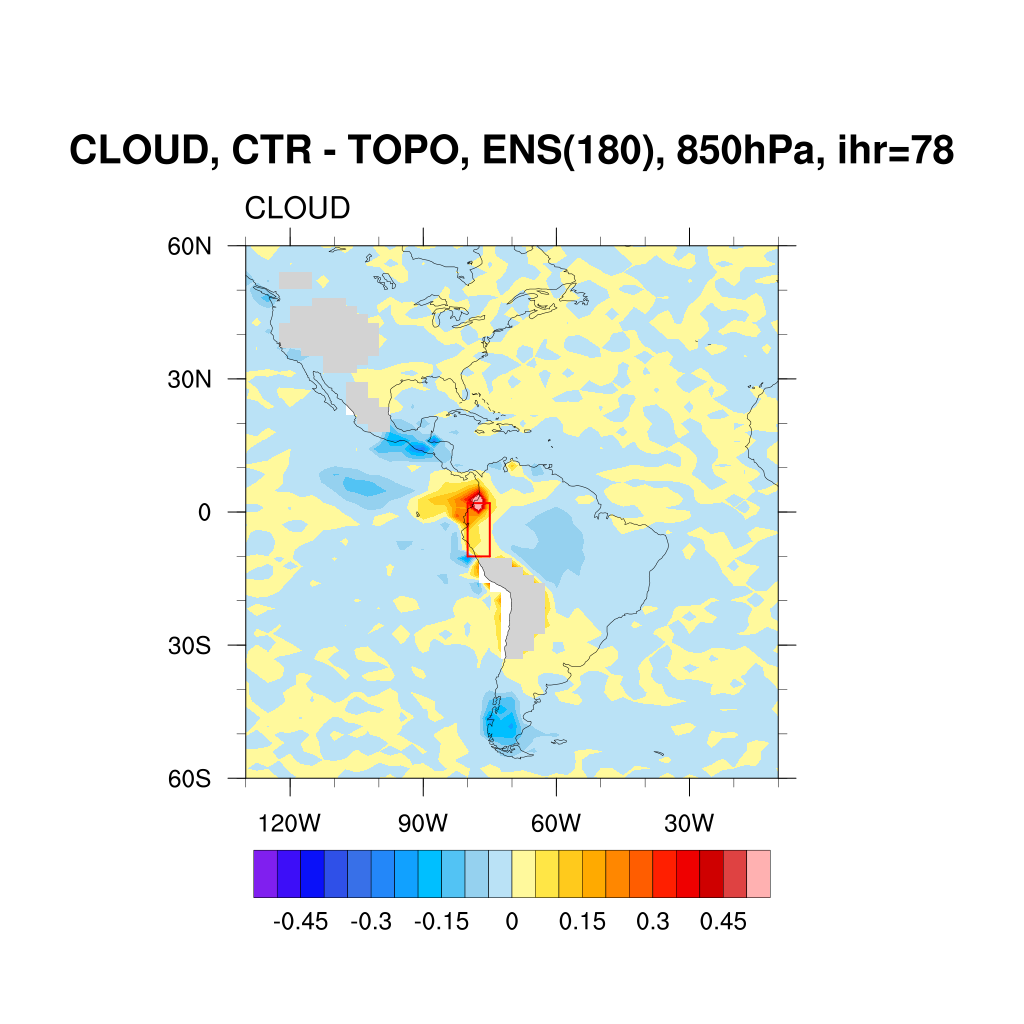 CLOUD, CTR - TOPO, ENS(180), 850hPa, ihr=78
CLOUD
60N
30N
0
30S
60S
120W 90W 60W 30W
-0.45 -0.3 -0.15 0 0.15 0.3 0.45